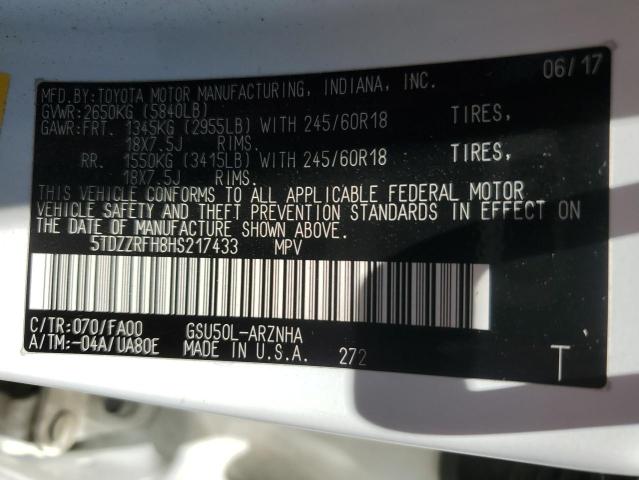 06/17
MFD.BY:TOYOTA MOTOR MANUFACTURING, INDIANA, INC.
GVWR:2650KG (5840LB)
GAWR:FRT. 1345KG (2955LB) WITH 245/60R18 TIRES,
18X7.5J RIMS.
RR. 1550KG (3415LB) WITH 245/60R18 TIRES,
18X7.5J RIMS.
THIS VEHICLE CONFORMS TO ALL APPLICABLE FEDERAL MOTOR
VEHICLE SAFETY AND THEFT PREVENTION STANDARDS IN EFFECT ON
THE DATE OF MANUFACTURE SHOWN ABOVE.
5TDZZRFH8HS217433 MPV
C/TR:070/FA00 GSU50L-ARZNHA
A/TM:-04A/UA80E MADE IN U.S.A. 272 T